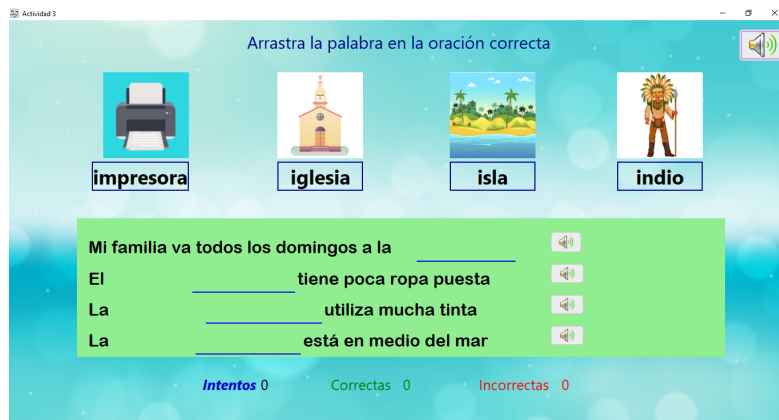 Actividad 3
Arrastra la palabra en la oración correcta
impresora iglesia isla indio
Mi familia va todos los domingos a la
El tiene poca ropa puesta
La utiliza mucha tinta
La está en medio del mar
Intentos 0 Correctas 0 Incorrectas 0